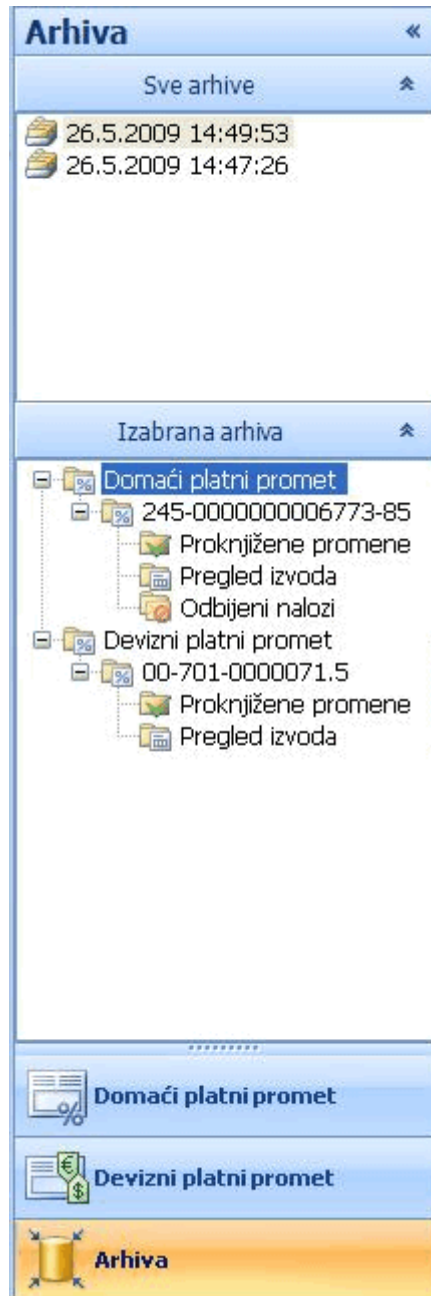 Arhiva
Sve arhive
26.5.2009 14:49:53
26.5.2009 14:47:26
Izabrana arhiva
Domaći platni promet
245-0000000006773-85
Proknjižene promene
Pregled izvoda
Odbijeni nalozi
Devizni platni promet
00-701-0000071.5
Proknjižene promene
Pregled izvoda
Domaći platni promet
Devizni platni promet
Arhiva